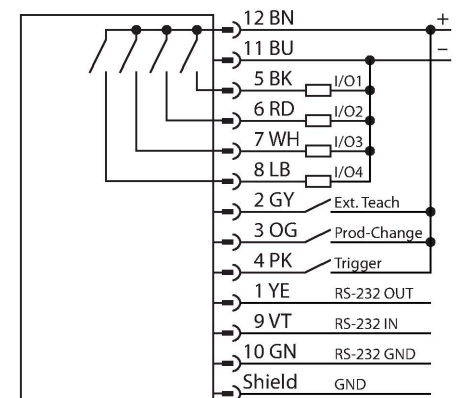 12 BN +
11 BU –
5 BK I/O1
6 RD I/O2
7 WH I/O3
8 LB I/O4
2 GY Ext. Teach
3 OG Prod-Change
4 PK Trigger
1 YE RS-232 OUT
9 VT RS-232 IN
10 GN RS-232 GND
Shield GND